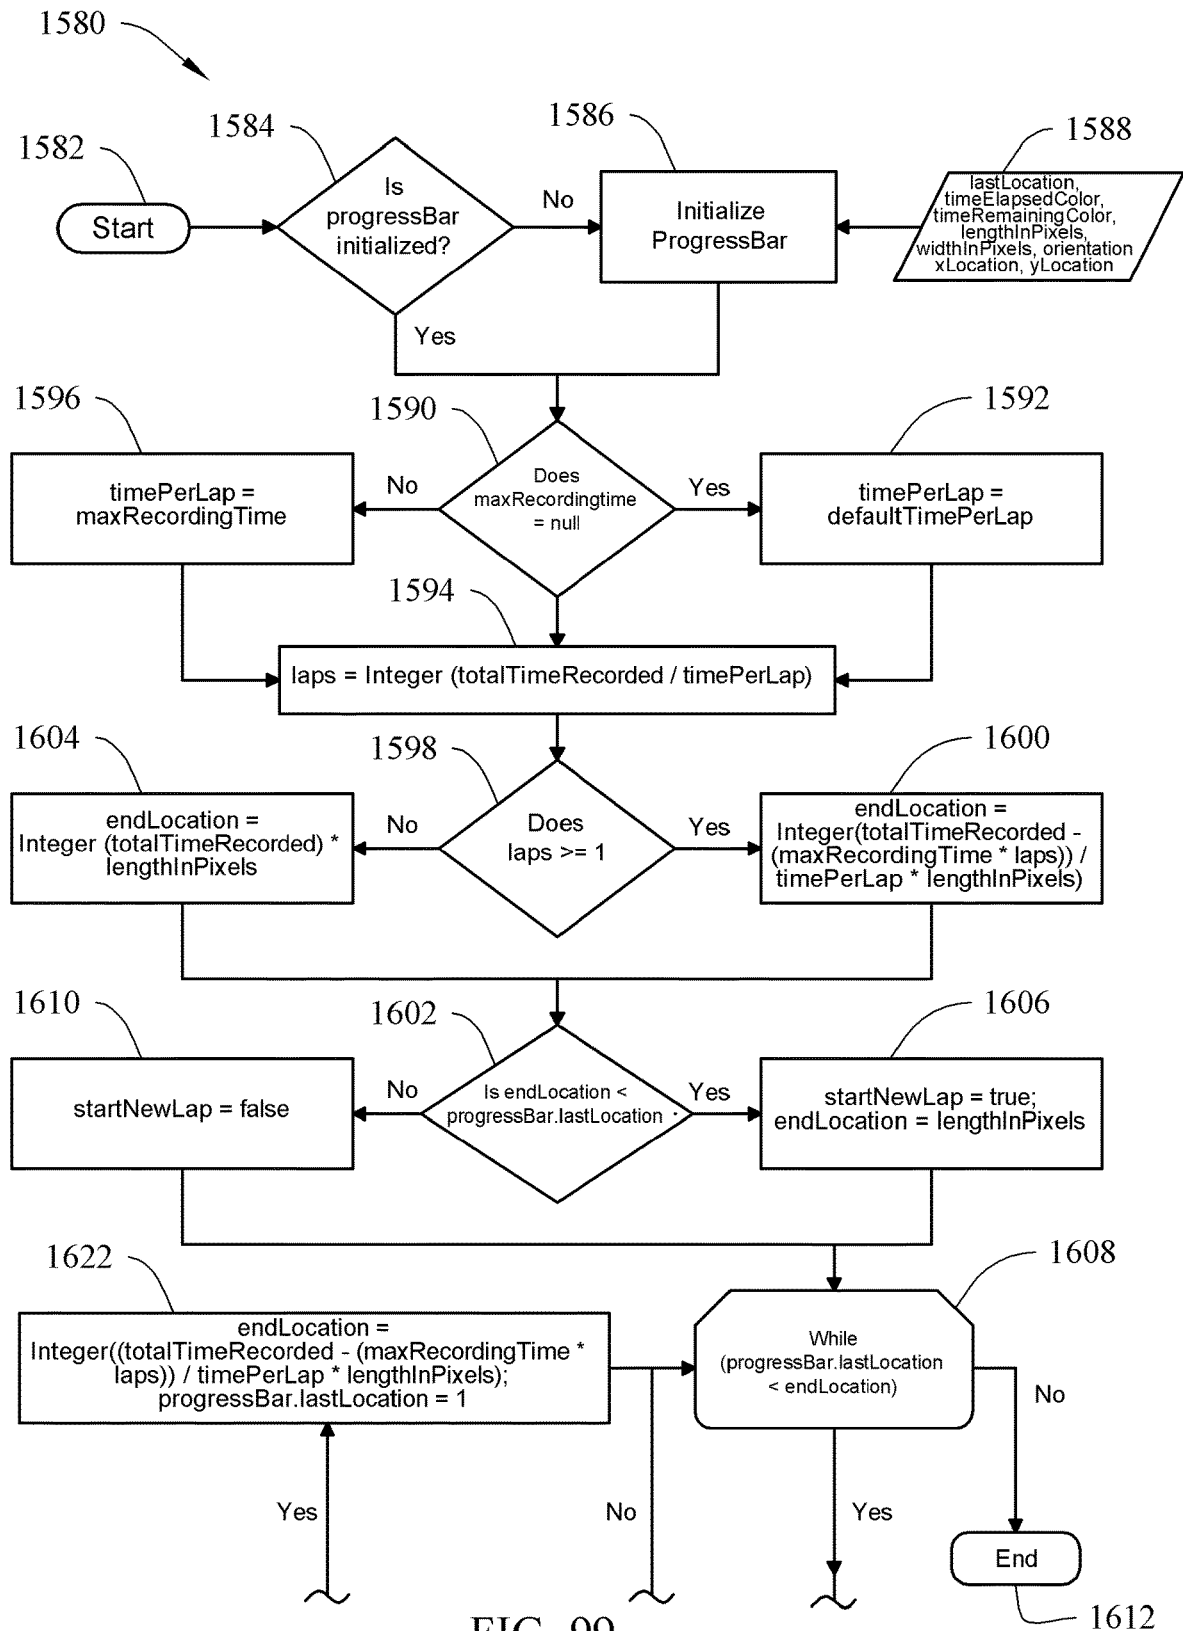 1580
1584
1586
1588
1582
Start
Is
progressBar
initialized?
No
Initialize
ProgressBar
lastLocation,
timeElapsedColor,
timeRemainingColor,
lengthInPixels,
widthInPixels, orientation
xLocation, yLocation
Yes
1596
1590
1592
timePerLap =
maxRecordingTime
No
Does
maxRecordingtime
= null
Yes
timePerLap =
defaultTimePerLap
1594
laps = Integer (totalTimeRecorded / timePerLap)
1604
1598
1600
endLocation =
Integer (totalTimeRecorded) *
lengthInPixels
No
Does
laps >= 1
Yes
endLocation =
Integer(totalTimeRecorded -
(maxRecordingTime * laps)) /
timePerLap * lengthInPixels)
1610
1602
1606
startNewLap = false
No
Is endLocation <
progressBar.lastLocation
Yes
startNewLap = true;
endLocation = lengthInPixels
1622
1608
endLocation =
Integer((totalTimeRecorded - (maxRecordingTime *
laps)) / timePerLap * lengthInPixels);
progressBar.lastLocation = 1
While
(progressBar.lastLocation
< endLocation)
No
Yes
No
Yes
End
1612
FIG. 99